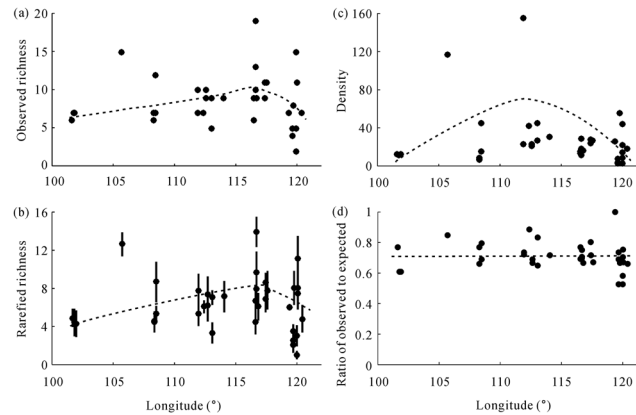 (a)
Observed richness
20
15
10
5
0
100 105 110 115 120
(c)
Density
160
120
80
40
0
100 105 110 115 120
(b)
Rarefied richness
16
12
8
4
0
100 105 110 115 120
Longitude (°)
(d)
Ratio of observed to expected
1
0.8
0.6
0.4
0.2
0
100 105 110 115 120
Longitude (°)